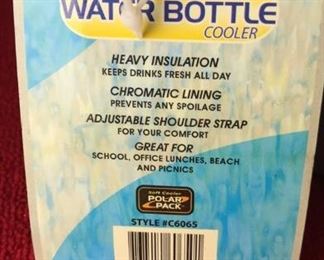 WATER BOTTLE
COOLER
HEAVY INSULATION
KEEPS DRINKS FRESH ALL DAY
CHROMATIC LINING
PREVENTS ANY SPOILAGE
ADJUSTABLE SHOULDER STRAP
FOR YOUR COMFORT
GREAT FOR
SCHOOL, OFFICE LUNCHES, BEACH
AND PICNICS
Soft Cooler
POLAR
PACK
STYLE #C6065